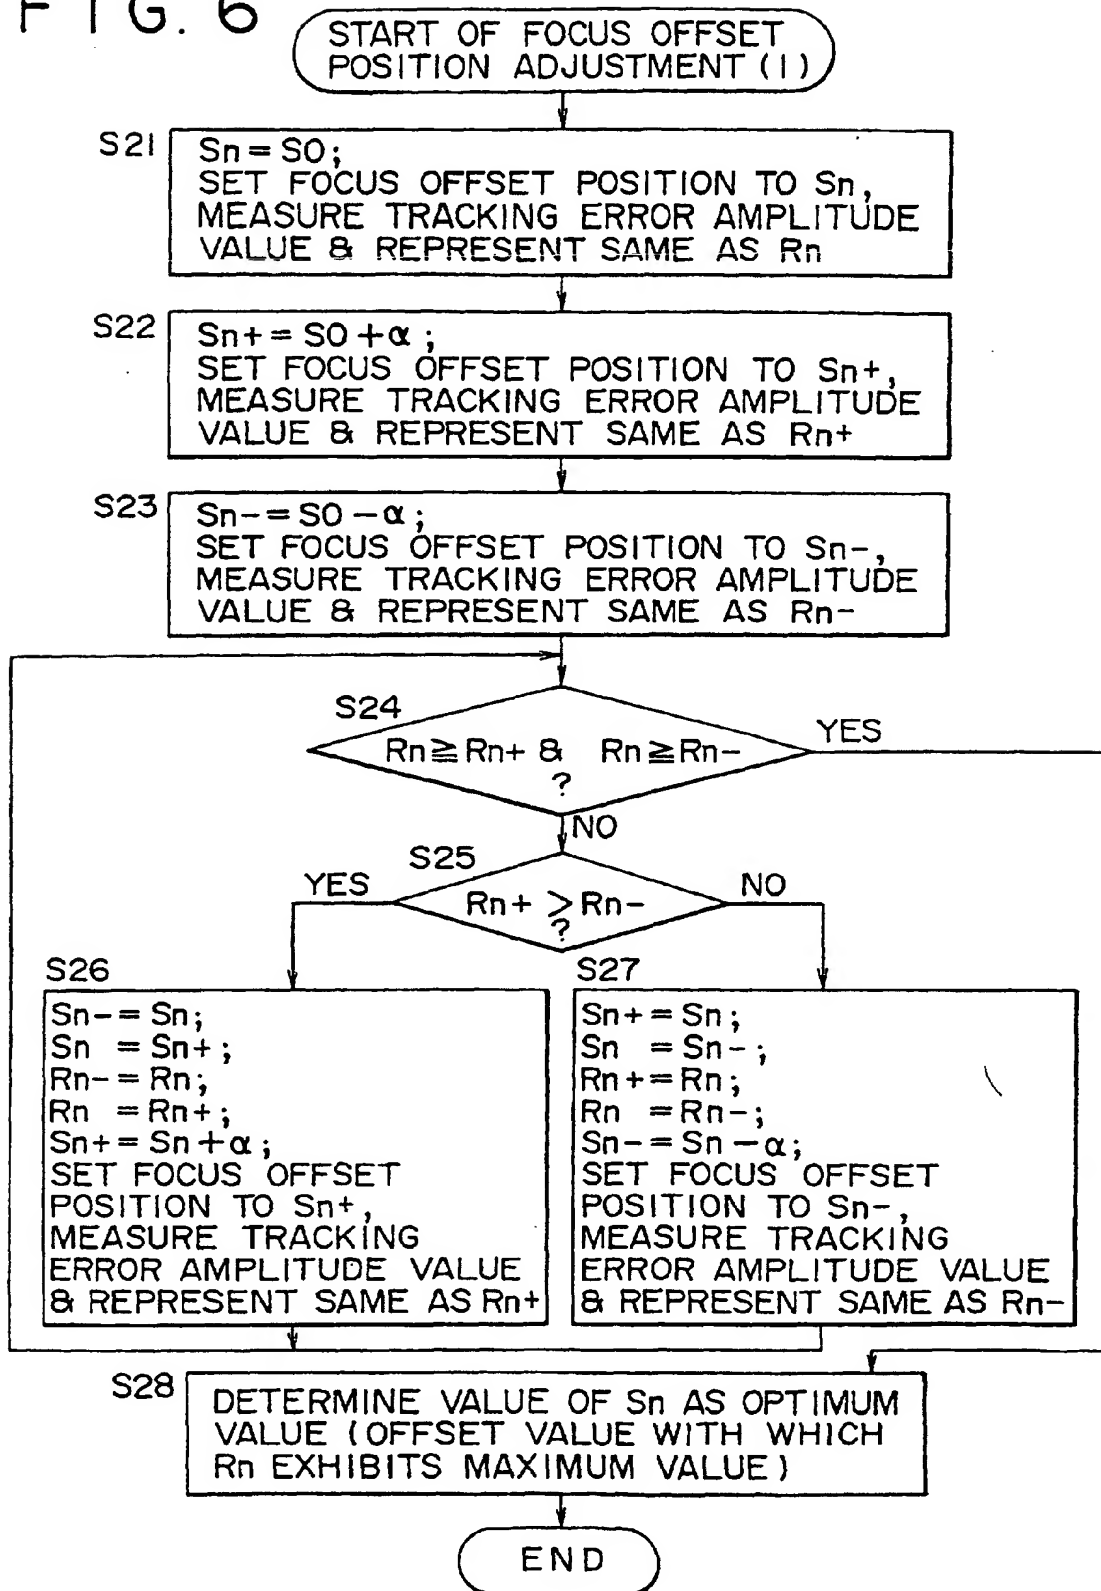 FIG. 6
START OF FOCUS OFFSET
POSITION ADJUSTMENT (1)
S21
Sn = S0;
SET FOCUS OFFSET POSITION TO Sn,
MEASURE TRACKING ERROR AMPLITUDE
VALUE & REPRESENT SAME AS Rn
S22
Sn+ = S0 + α;
SET FOCUS OFFSET POSITION TO Sn+,
MEASURE TRACKING ERROR AMPLITUDE
VALUE & REPRESENT SAME AS Rn+
S23
Sn- = S0 - α;
SET FOCUS OFFSET POSITION TO Sn-,
MEASURE TRACKING ERROR AMPLITUDE
VALUE & REPRESENT SAME AS Rn-
S24
Rn ≧ Rn+ & Rn ≧ Rn-
?
YES
NO
S25
Rn+ > Rn-
?
YES
NO
S26
Sn- = Sn;
Sn = Sn+;
Rn- = Rn;
Rn = Rn+;
Sn+ = Sn + α;
SET FOCUS OFFSET
POSITION TO Sn+,
MEASURE TRACKING
ERROR AMPLITUDE VALUE
& REPRESENT SAME AS Rn+
S27
Sn+ = Sn;
Sn = Sn-;
Rn+ = Rn;
Rn = Rn-;
Sn- = Sn - α;
SET FOCUS OFFSET
POSITION TO Sn-,
MEASURE TRACKING
ERROR AMPLITUDE VALUE
& REPRESENT SAME AS Rn-
S28
DETERMINE VALUE OF Sn AS OPTIMUM
VALUE (OFFSET VALUE WITH WHICH
Rn EXHIBITS MAXIMUM VALUE)
END